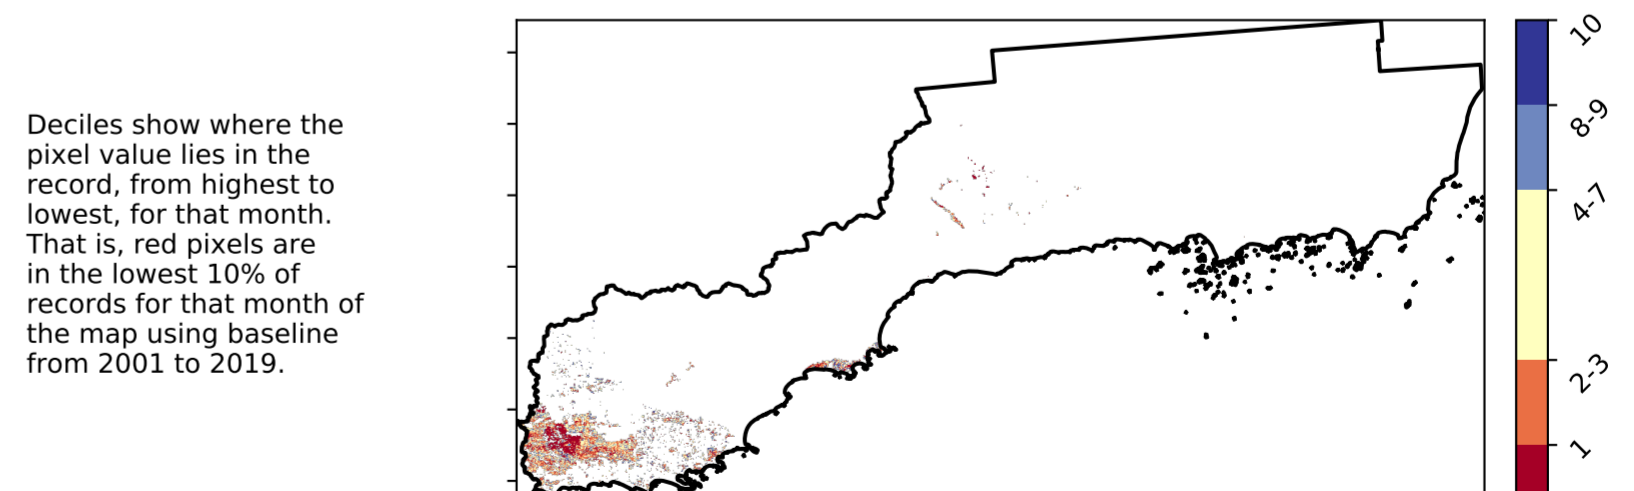 Deciles show where the
pixel value lies in the
record, from highest to
lowest, for that month.
That is, red pixels are
in the lowest 10% of
records for that month of
the map using baseline
from 2001 to 2019.
10
8-9
4-7
2-3
1